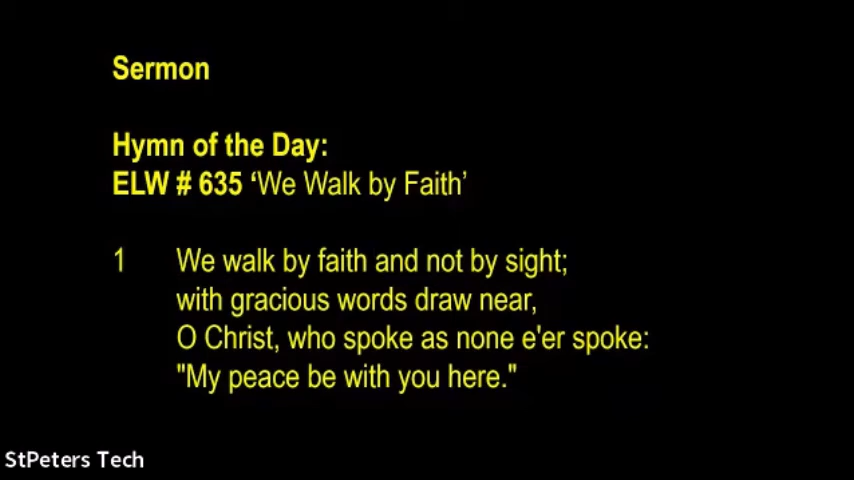 Sermon
Hymn of the Day:
ELW # 635 ‘We Walk by Faith’
1 We walk by faith and not by sight;
with gracious words draw near,
O Christ, who spoke as none e'er spoke:
"My peace be with you here."
StPeters Tech